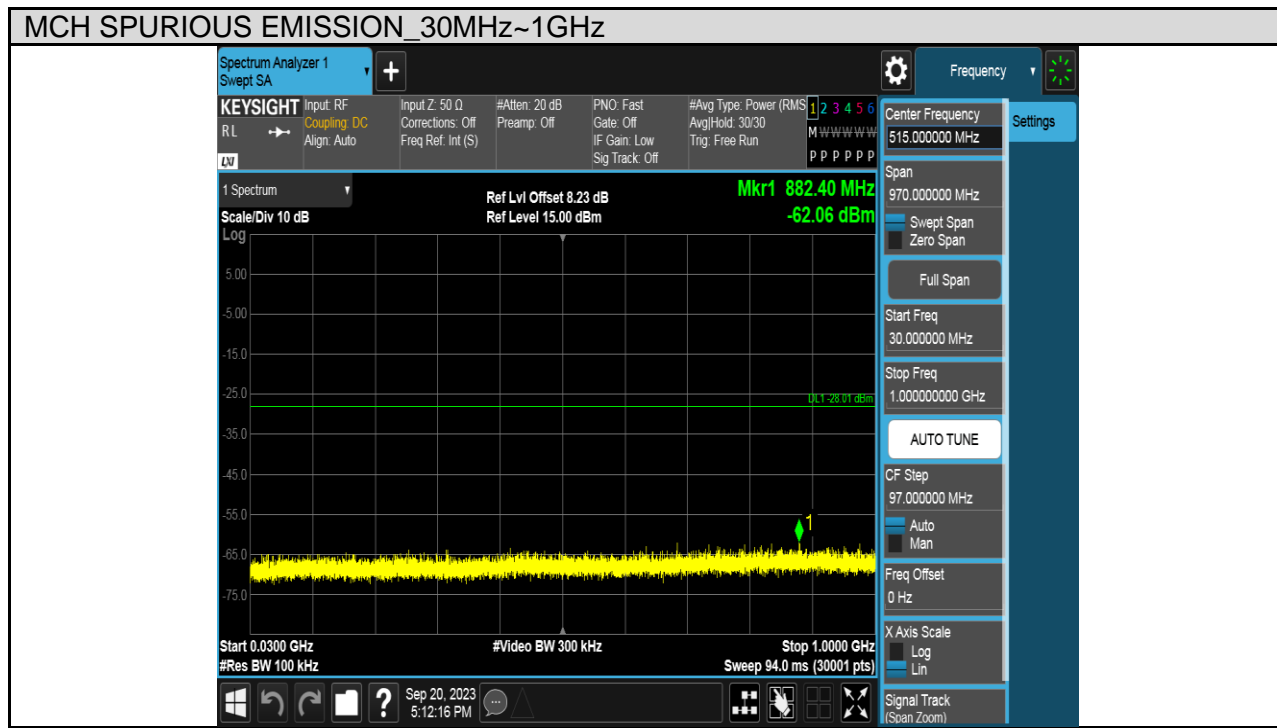 MCH SPURIOUS EMISSION_30MHz~1GHz
Spectrum Analyzer 1
Swept SA
+
Frequency
KEYSIGHT
RL
LXI
Input: RF
Coupling: DC
Align: Auto
Input Z: 50 Ω
Corrections: Off
Freq Ref: Int (S)
#Atten: 20 dB
Preamp: Off
PNO: Fast
Gate: Off
IF Gain: Low
Sig Track: Off
#Avg Type: Power (RMS
Avg|Hold: 30/30
Trig: Free Run
1 2 3 4 5 6
M W W W W W
P P P P P P
1 Spectrum
Scale/Div 10 dB
Ref Lvl Offset 8.23 dB
Ref Level 15.00 dBm
Mkr1 882.40 MHz
-62.06 dBm
Log
5.00
-5.00
-15.0
-25.0
DL1 -28.01 dBm
-35.0
-45.0
-55.0
1
-65.0
-75.0
Start 0.0300 GHz
#Res BW 100 kHz
#Video BW 300 kHz
Stop 1.0000 GHz
Sweep 94.0 ms (30001 pts)
Center Frequency
515.000000 MHz
Span
970.000000 MHz
Swept Span
Zero Span
Full Span
Start Freq
30.000000 MHz
Stop Freq
1.000000000 GHz
AUTO TUNE
CF Step
97.000000 MHz
Auto
Man
Freq Offset
0 Hz
X Axis Scale
Log
Lin
Signal Track
(Span Zoom)
Settings
?
Sep 20, 2023
5:12:16 PM